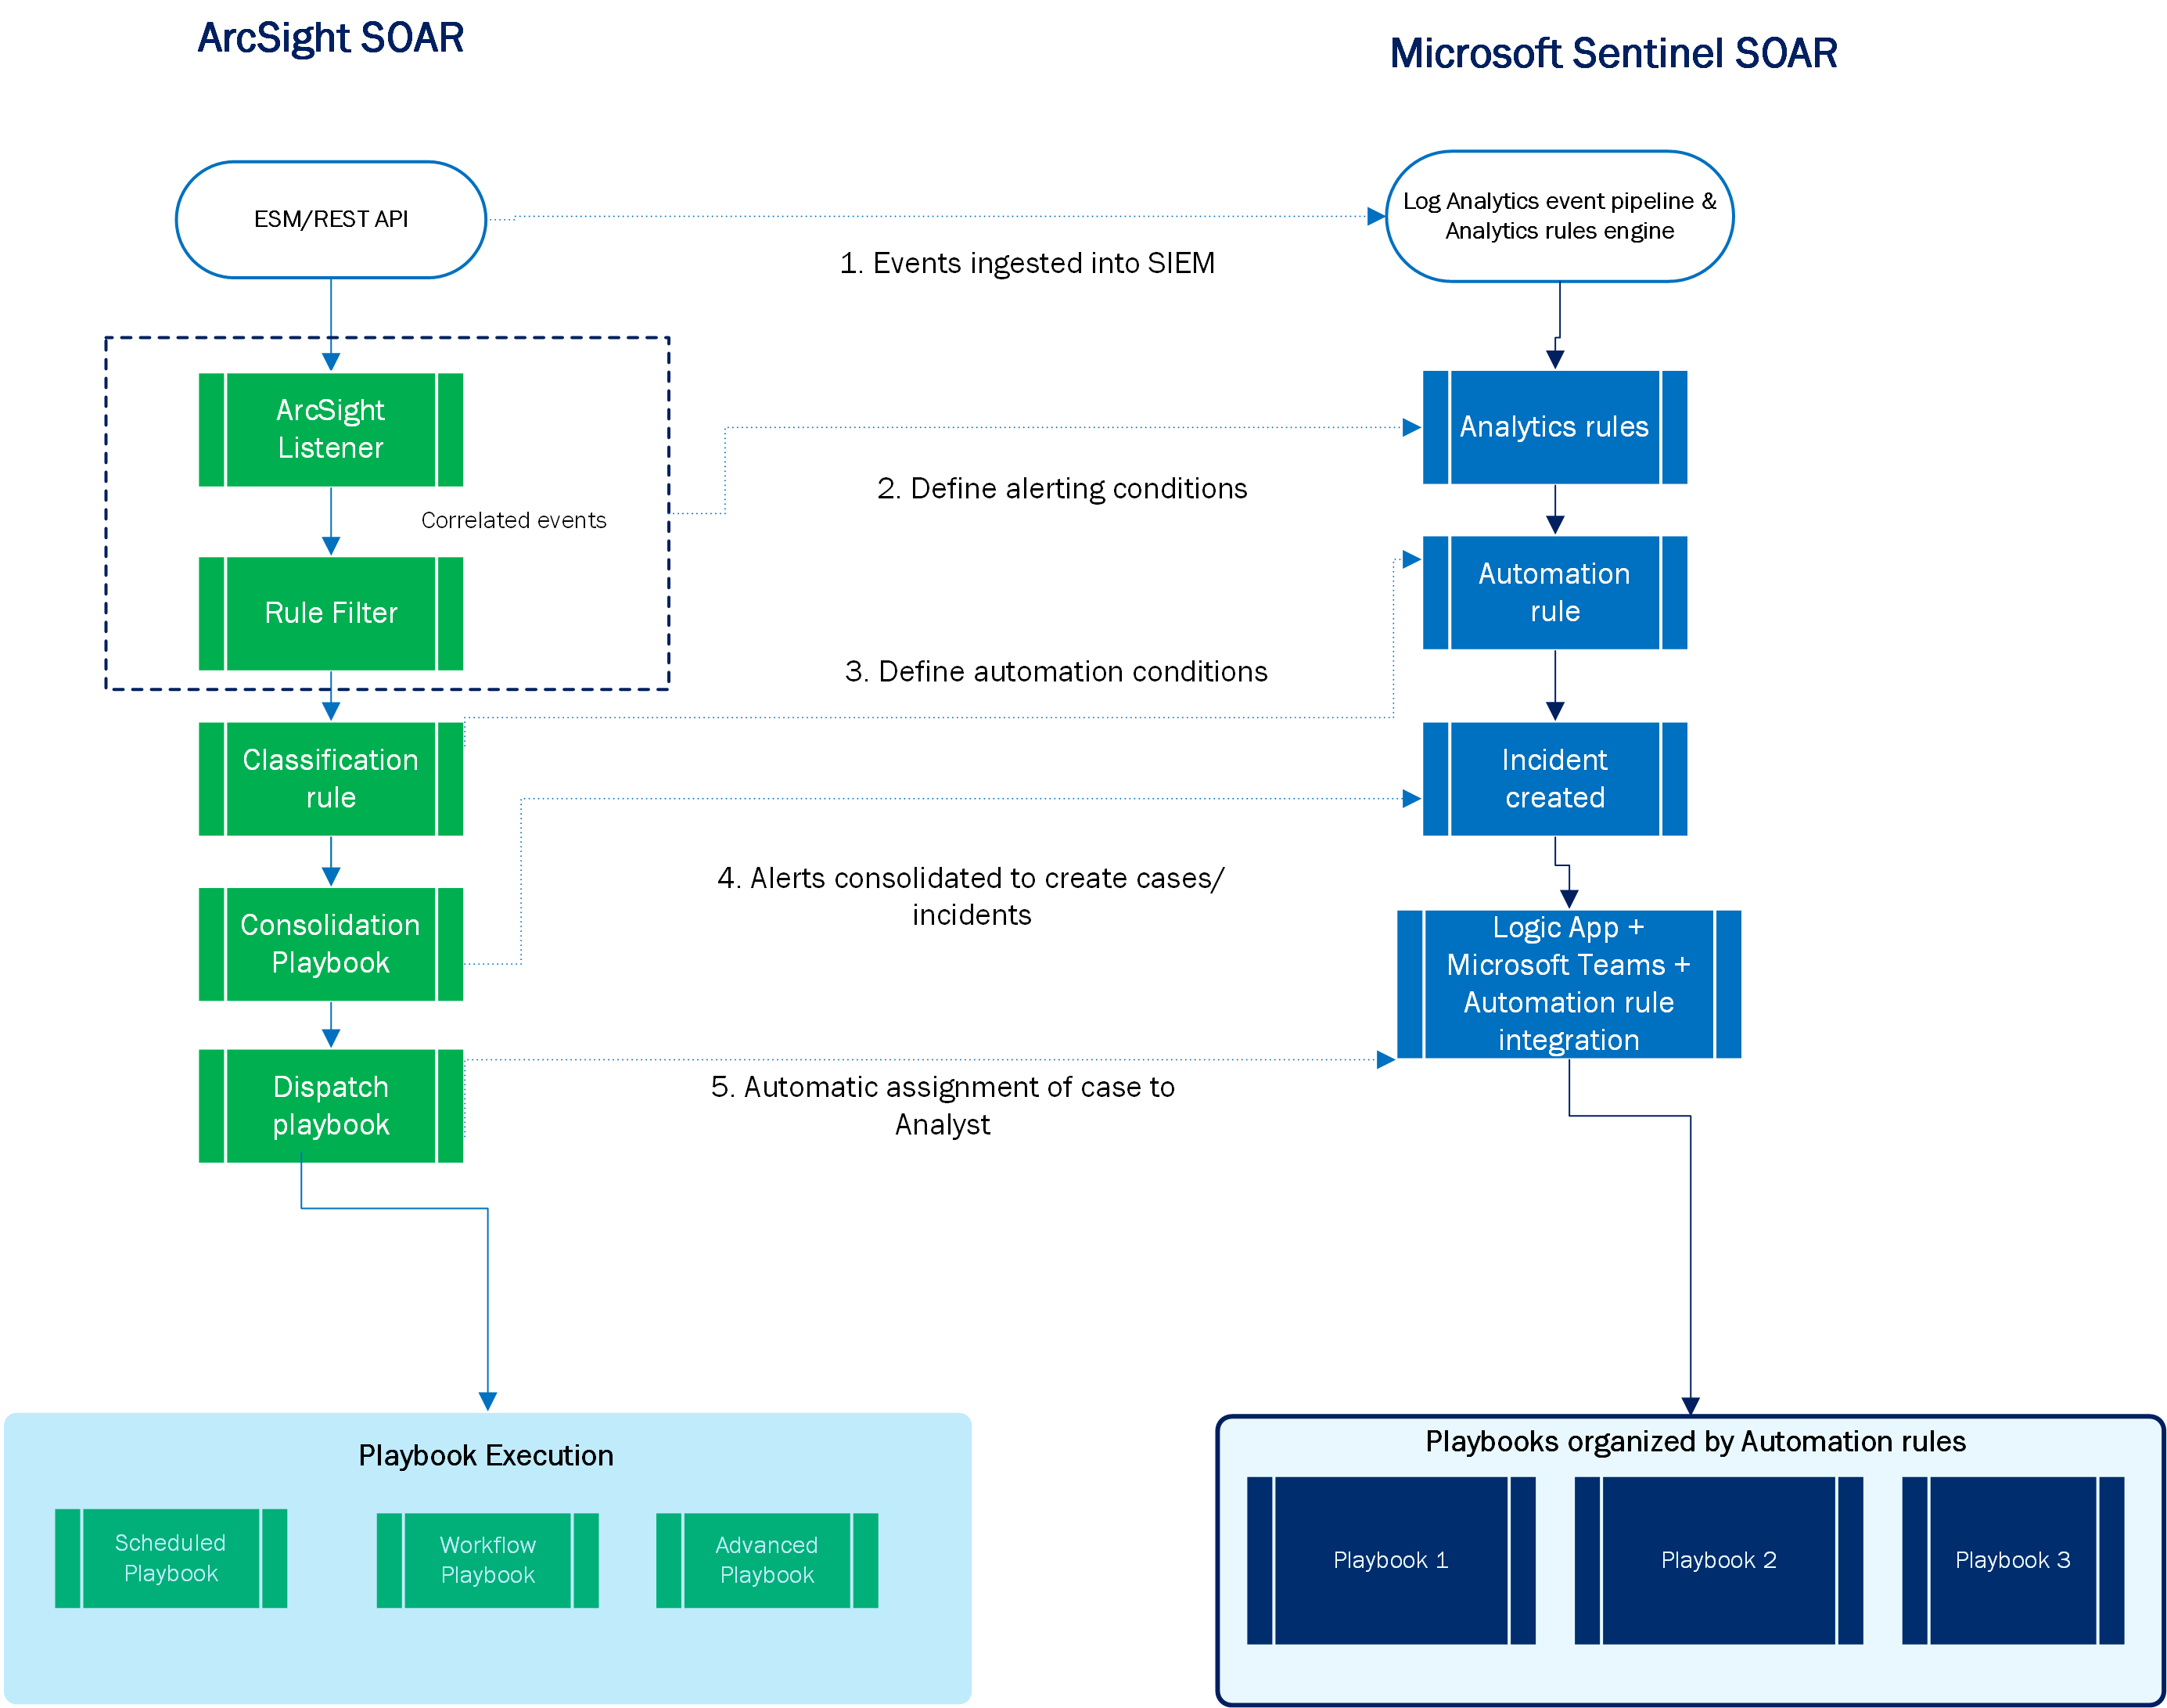 ArcSight SOAR
Microsoft Sentinel SOAR
ESM/REST API
Log Analytics event pipeline &
Analytics rules engine
1. Events ingested into SIEM
ArcSight
Listener
Analytics rules
2. Define alerting conditions
Correlated events
Rule Filter
Automation
rule
3. Define automation conditions
Classification
rule
Incident
created
4. Alerts consolidated to create cases/
incidents
Consolidation
Playbook
Logic App +
Microsoft Teams +
Automation rule
integration
Dispatch
playbook
5. Automatic assignment of case to
Analyst
Playbook Execution
Scheduled
Playbook
Workflow
Playbook
Advanced
Playbook
Playbooks organized by Automation rules
Playbook 1
Playbook 2
Playbook 3